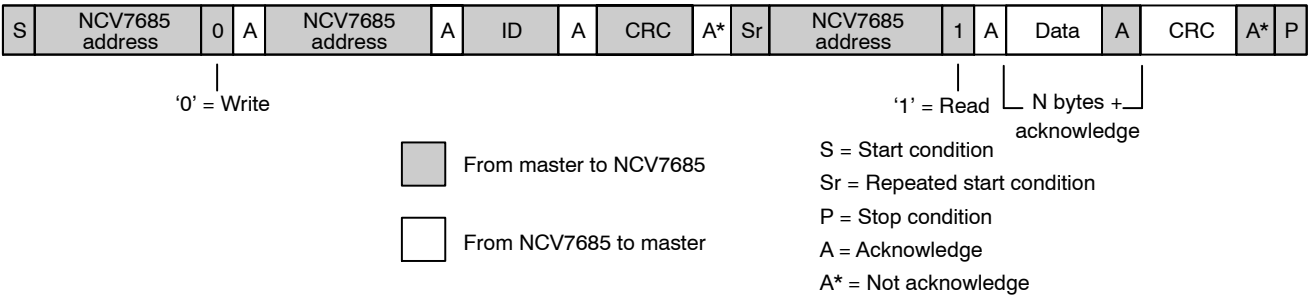 S NCV7685 address 0 A NCV7685 address A ID A CRC A* Sr NCV7685 address 1 A Data A CRC A* P
‘0’ = Write
‘1’ = Read
N bytes + acknowledge
From master to NCV7685
From NCV7685 to master
S = Start condition
Sr = Repeated start condition
P = Stop condition
A = Acknowledge
A* = Not acknowledge